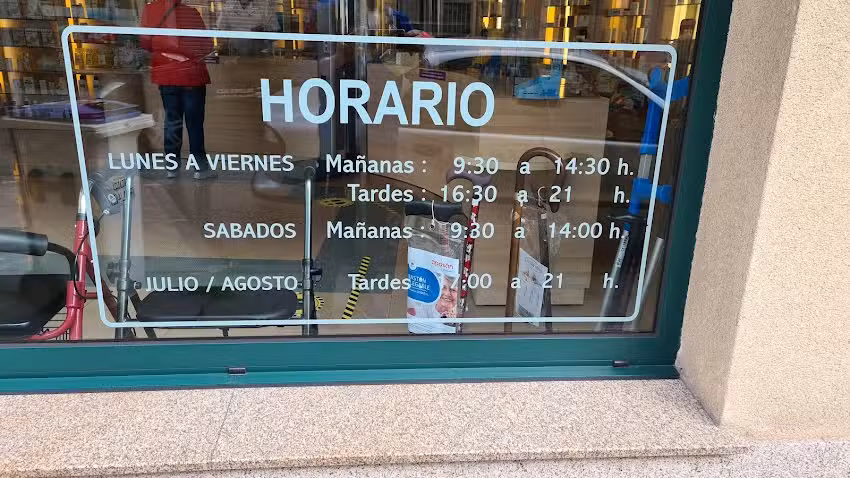 HORARIO
LUNES A VIERNES Mañanas : 9:30 a 14:30 h.
Tardes : 16:30 a 21 h.
SABADOS Mañanas : 9:30 a 14:00 h.
JULIO / AGOSTO Tardes 7:00 a 21 h.